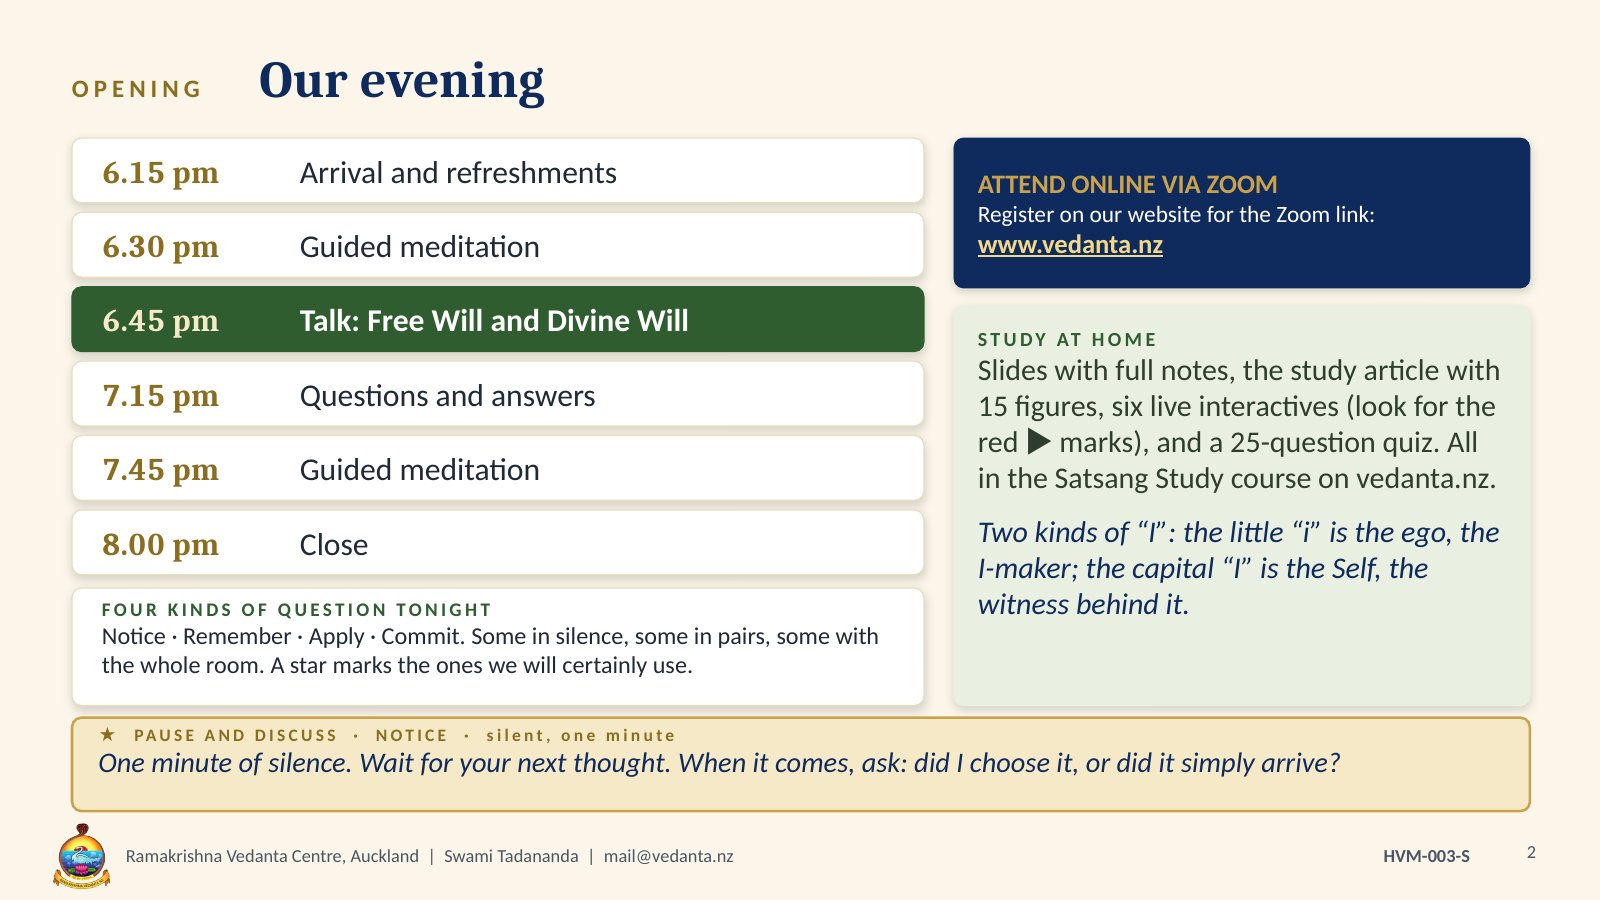 OPENING Our evening
6.15 pm Arrival and refreshments
6.30 pm Guided meditation
6.45 pm Talk: Free Will and Divine Will
7.15 pm Questions and answers
7.45 pm Guided meditation
8.00 pm Close
FOUR KINDS OF QUESTION TONIGHT
Notice · Remember · Apply · Commit. Some in silence, some in pairs, some with
the whole room. A star marks the ones we will certainly use.
ATTEND ONLINE VIA ZOOM
Register on our website for the Zoom link:
www.vedanta.nz
STUDY AT HOME
Slides with full notes, the study article with
15 figures, six live interactives (look for the
red ▶ marks), and a 25-question quiz. All
in the Satsang Study course on vedanta.nz.
Two kinds of “I”: the little “i” is the ego, the
I-maker; the capital “I” is the Self, the
witness behind it.
★ PAUSE AND DISCUSS · NOTICE · silent, one minute
One minute of silence. Wait for your next thought. When it comes, ask: did I choose it, or did it simply arrive?
Ramakrishna Vedanta Centre, Auckland | Swami Tadananda | mail@vedanta.nz
HVM-003-S 2